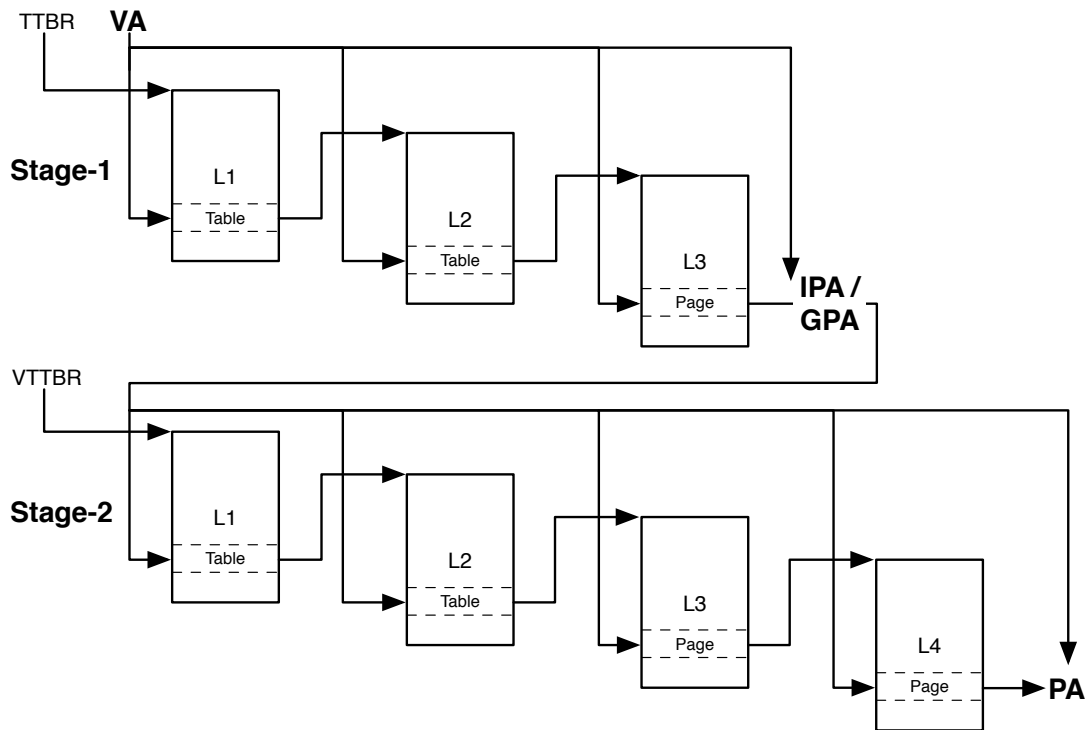 TTBR
VA
Stage-1
L1
Table
L2
Table
L3
Page
IPA /
GPA
VTTBR
Stage-2
L1
Table
L2
Table
L3
Page
L4
Page
PA